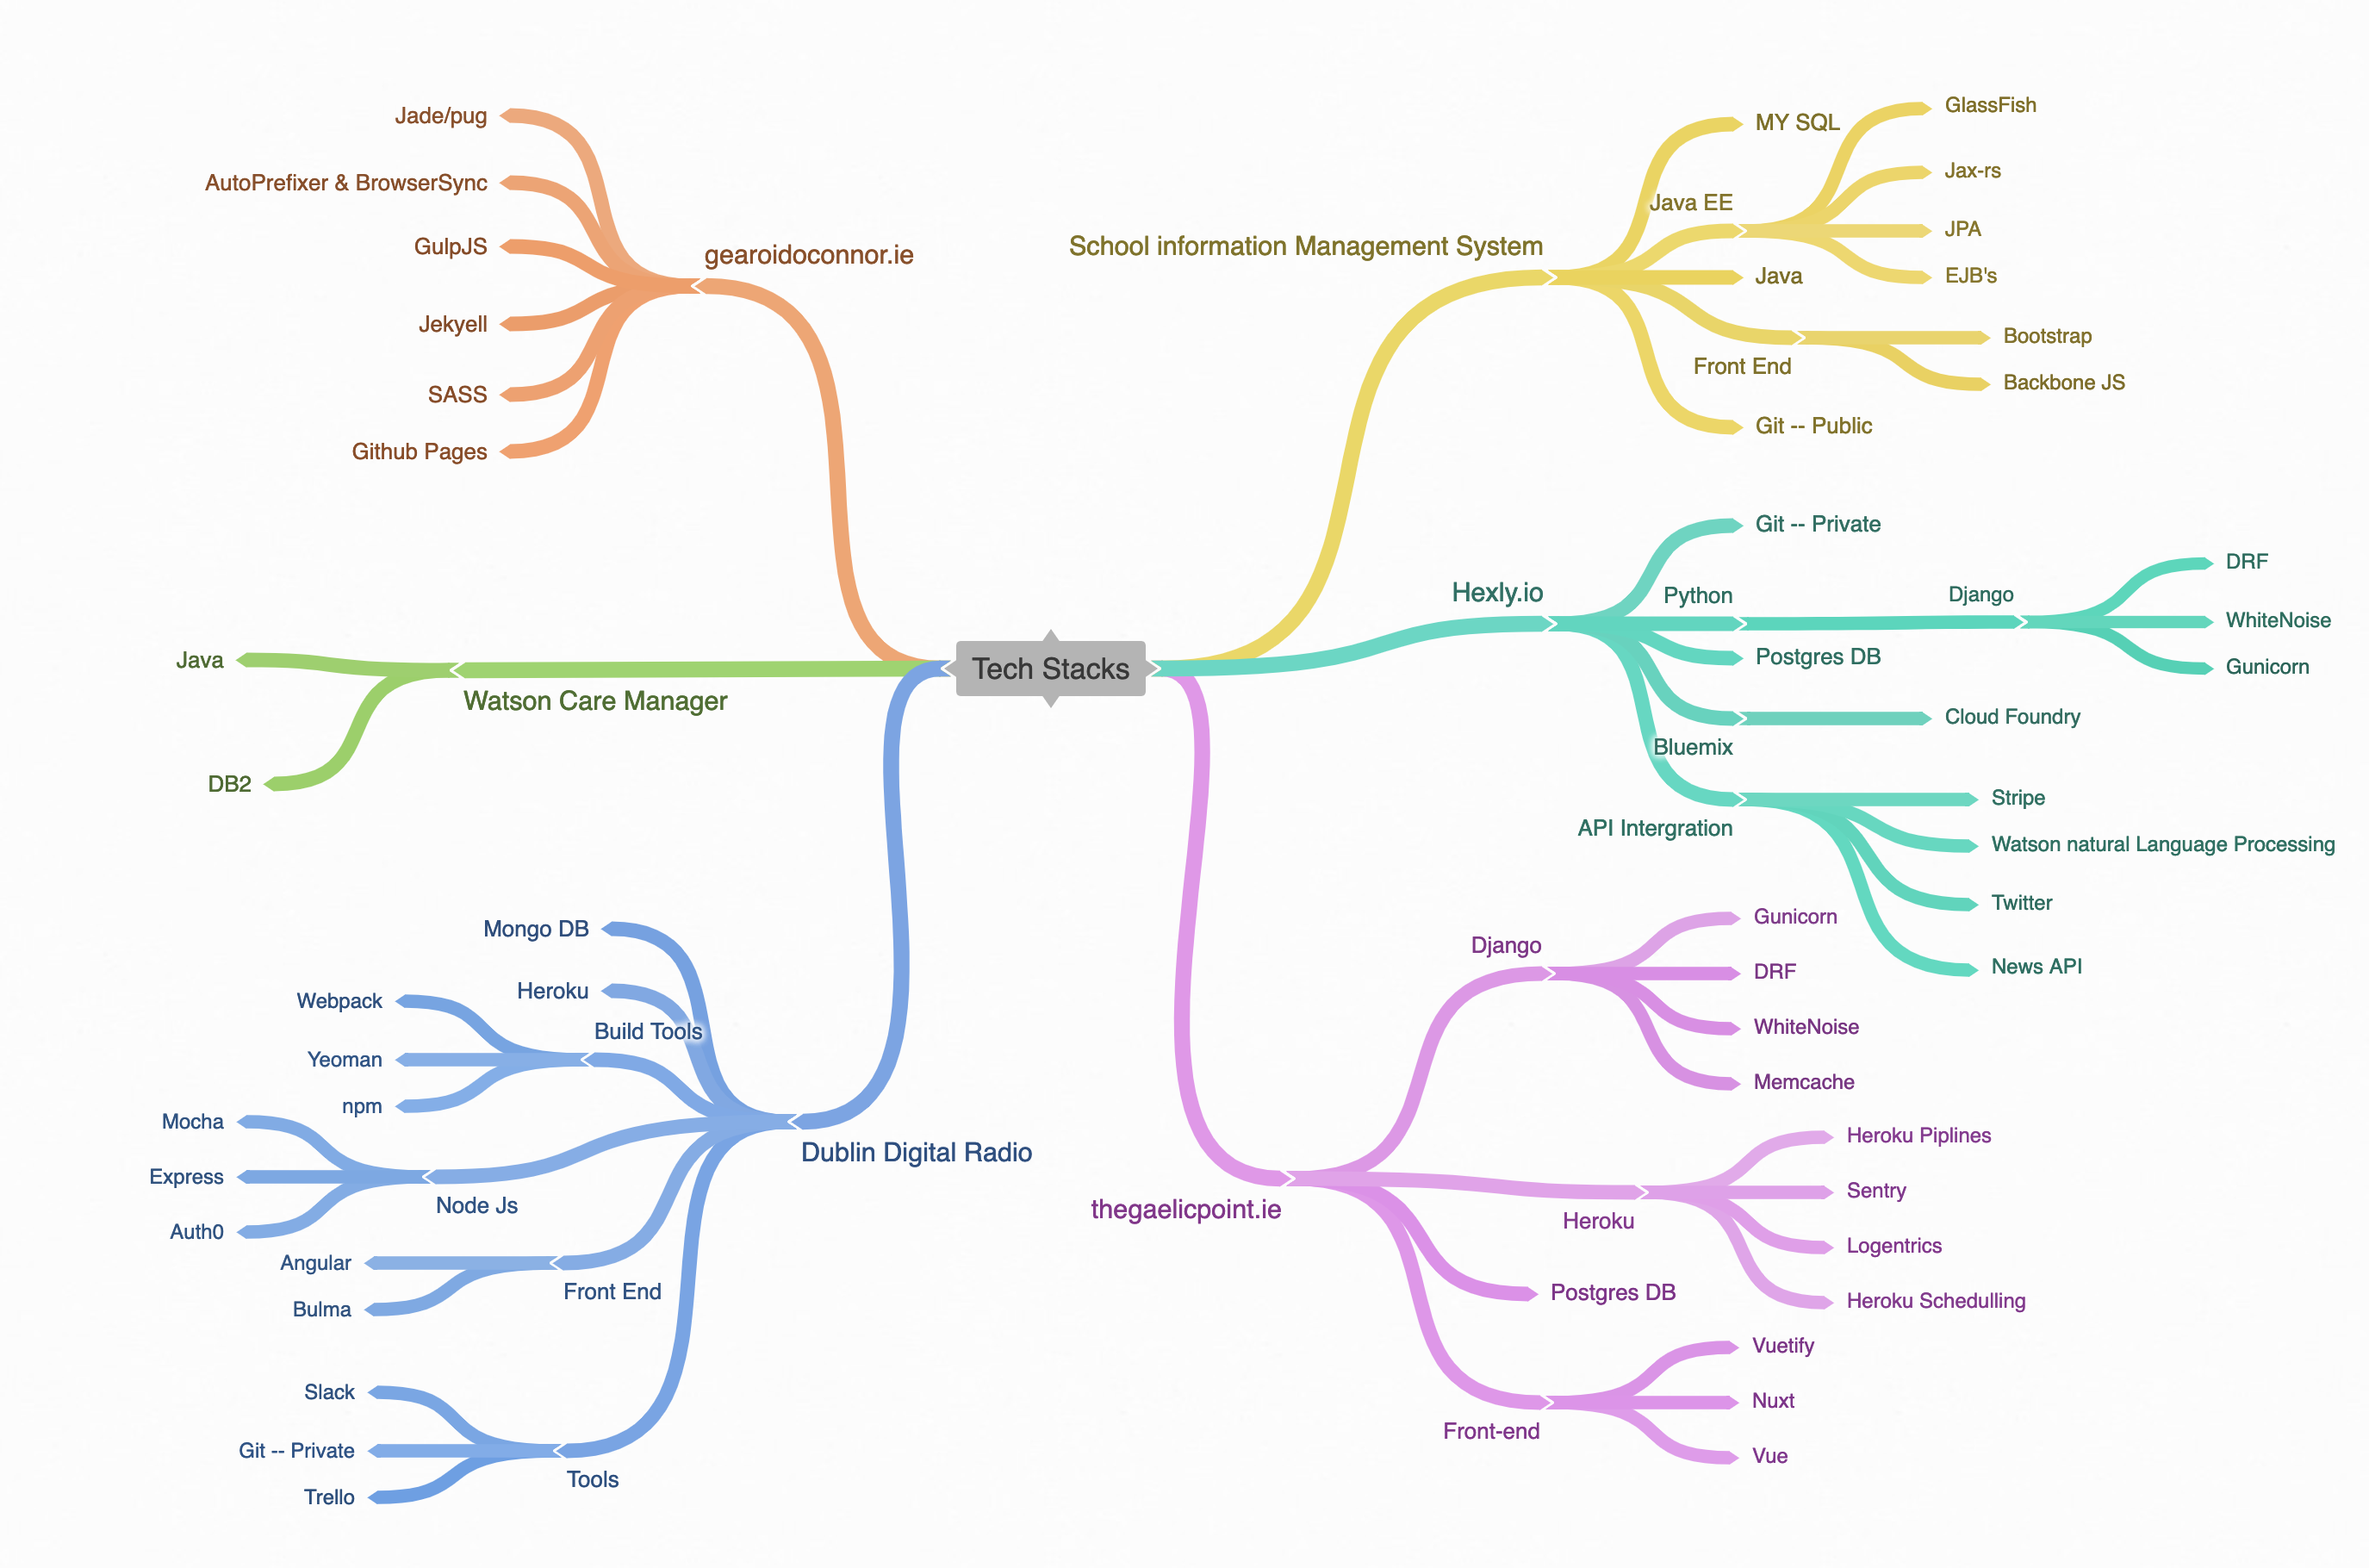 Tech Stacks
gearoidoconnor.ie
Jade/pug
AutoPrefixer & BrowserSync
GulpJS
Jekyell
SASS
Github Pages
Watson Care Manager
Java
DB2
Dublin Digital Radio
Mongo DB
Heroku
Build Tools
Webpack
Yeoman
npm
Node Js
Mocha
Express
Auth0
Front End
Angular
Bulma
Tools
Slack
Git -- Private
Trello
School information Management System
MY SQL
Java EE
GlassFish
Jax-rs
JPA
EJB's
Java
Front End
Bootstrap
Backbone JS
Git -- Public
Hexly.io
Git -- Private
Python
Django
DRF
WhiteNoise
Gunicorn
Postgres DB
Bluemix
Cloud Foundry
API Intergration
Stripe
Watson natural Language Processing
Twitter
News API
thegaelicpoint.ie
Django
Gunicorn
DRF
WhiteNoise
Memcache
Heroku
Heroku Piplines
Sentry
Logentrics
Heroku Schedulling
Postgres DB
Front-end
Vuetify
Nuxt
Vue